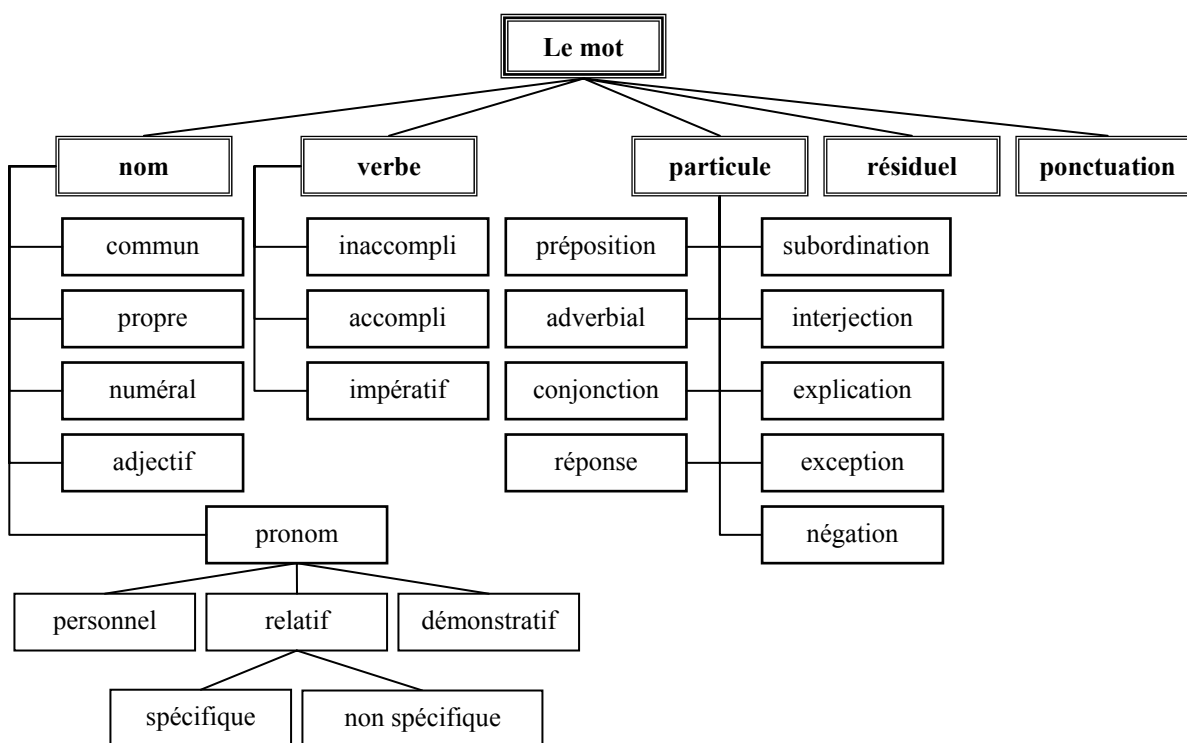 Le mot
nom verbe particule résiduel ponctuation
commun inaccompli préposition subordination
propre accompli adverbial interjection
numéral impératif conjonction explication
adjectif réponse exception
pronom négation
personnel relatif démonstratif
spécifique non spécifique